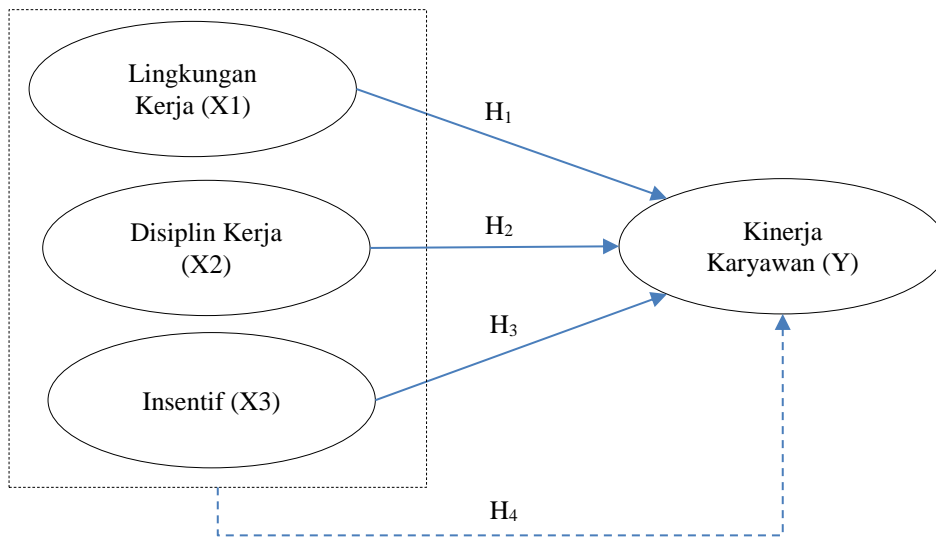 Lingkungan
Kerja (X1)
H₁
Disiplin Kerja
(X2)
H₂
Kinerja
Karyawan (Y)
H₃
Insentif (X3)
H₄